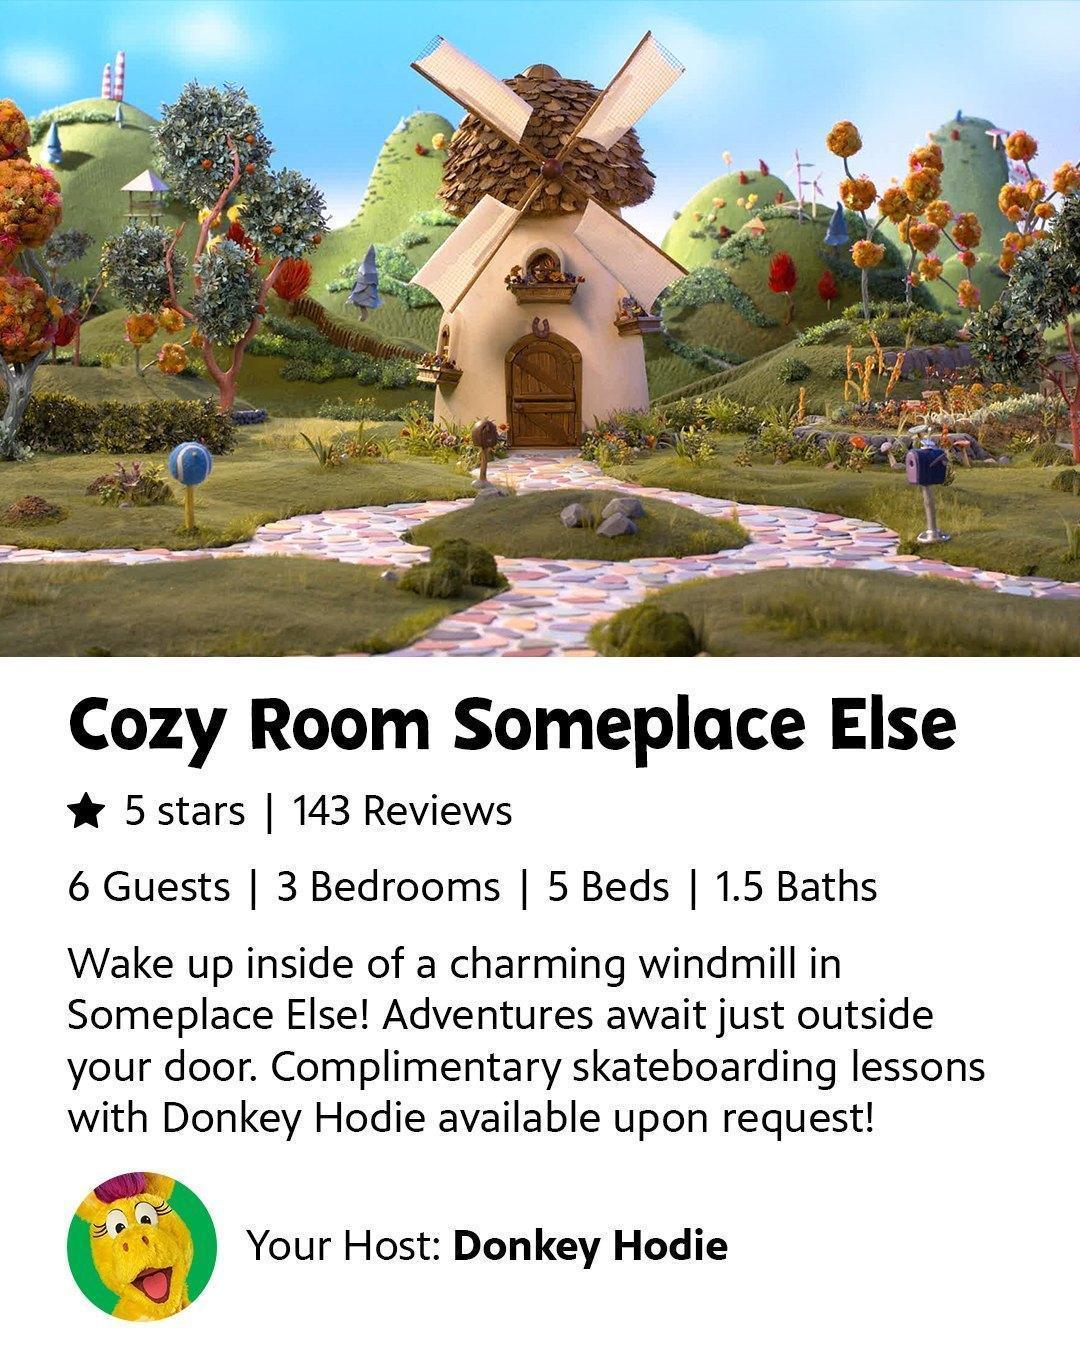 Cozy Room Someplace Else
5 stars | 143 Reviews
6 Guests | 3 Bedrooms | 5 Beds | 1.5 Baths
Wake up inside of a charming windmill in
Someplace Else! Adventures await just outside
your door. Complimentary skateboarding lessons
with Donkey Hodie available upon request!
Your Host: Donkey Hodie